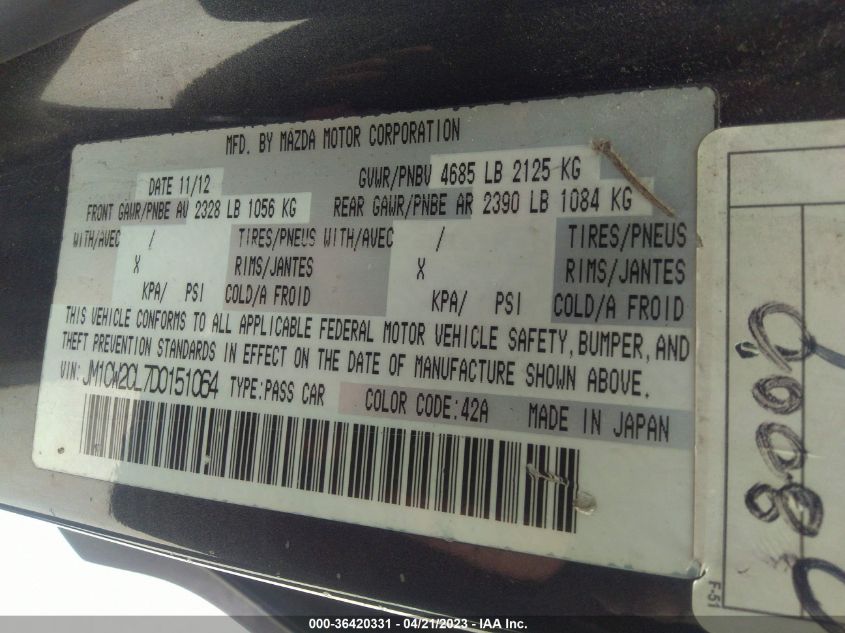 MFD. BY MAZDA MOTOR CORPORATION
DATE 11/12 GVWR/PNBV 4685 LB 2125 KG
FRONT GAWR/PNBE AV 2328 LB 1056 KG REAR GAWR/PNBE AR 2390 LB 1084 KG
WITH/AVEC / TIRES/PNEUS WITH/AVEC / TIRES/PNEUS
X RIMS/JANTES X RIMS/JANTES
KPA/ PSI COLD/A FROID KPA/ PSI COLD/A FROID
THIS VEHICLE CONFORMS TO ALL APPLICABLE FEDERAL MOTOR VEHICLE SAFETY, BUMPER, AND
THEFT PREVENTION STANDARDS IN EFFECT ON THE DATE OF MANUFACTURE SHOWN ABOVE.
VIN: JM1CW2CL7D0151064 TYPE:PASS CAR COLOR CODE:42A MADE IN JAPAN
F-51
000-36420331 - 04/21/2023 - IAA Inc.